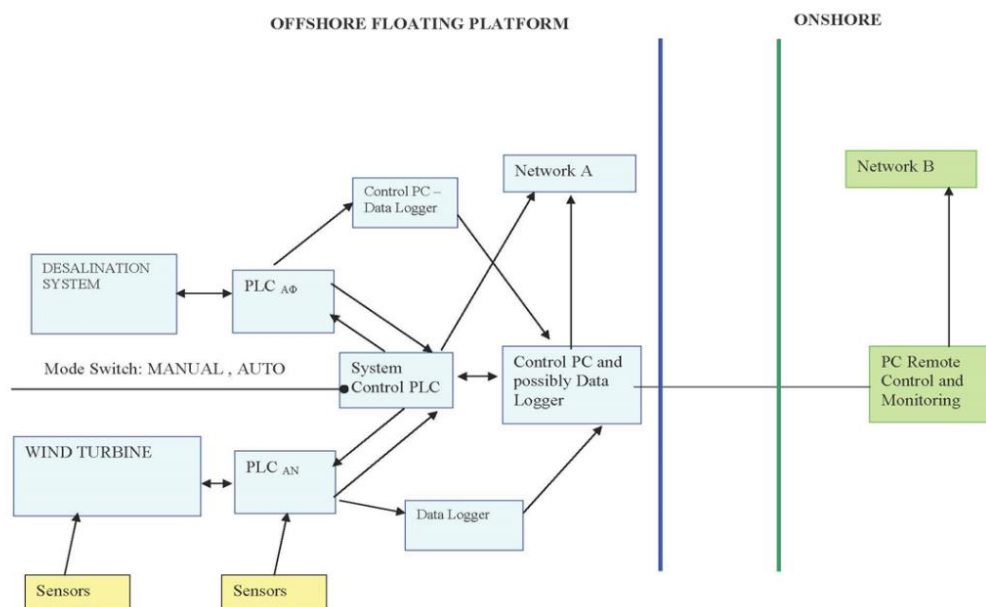 OFFSHORE FLOATING PLATFORM
ONSHORE
Network A
Network B
Control PC –
Data Logger
DESALINATION
SYSTEM
PLC ΑΦ
Mode Switch: MANUAL , AUTO
System
Control PLC
Control PC and
possibly Data
Logger
PC Remote
Control and
Monitoring
WIND TURBINE
PLC AN
Data Logger
Sensors
Sensors